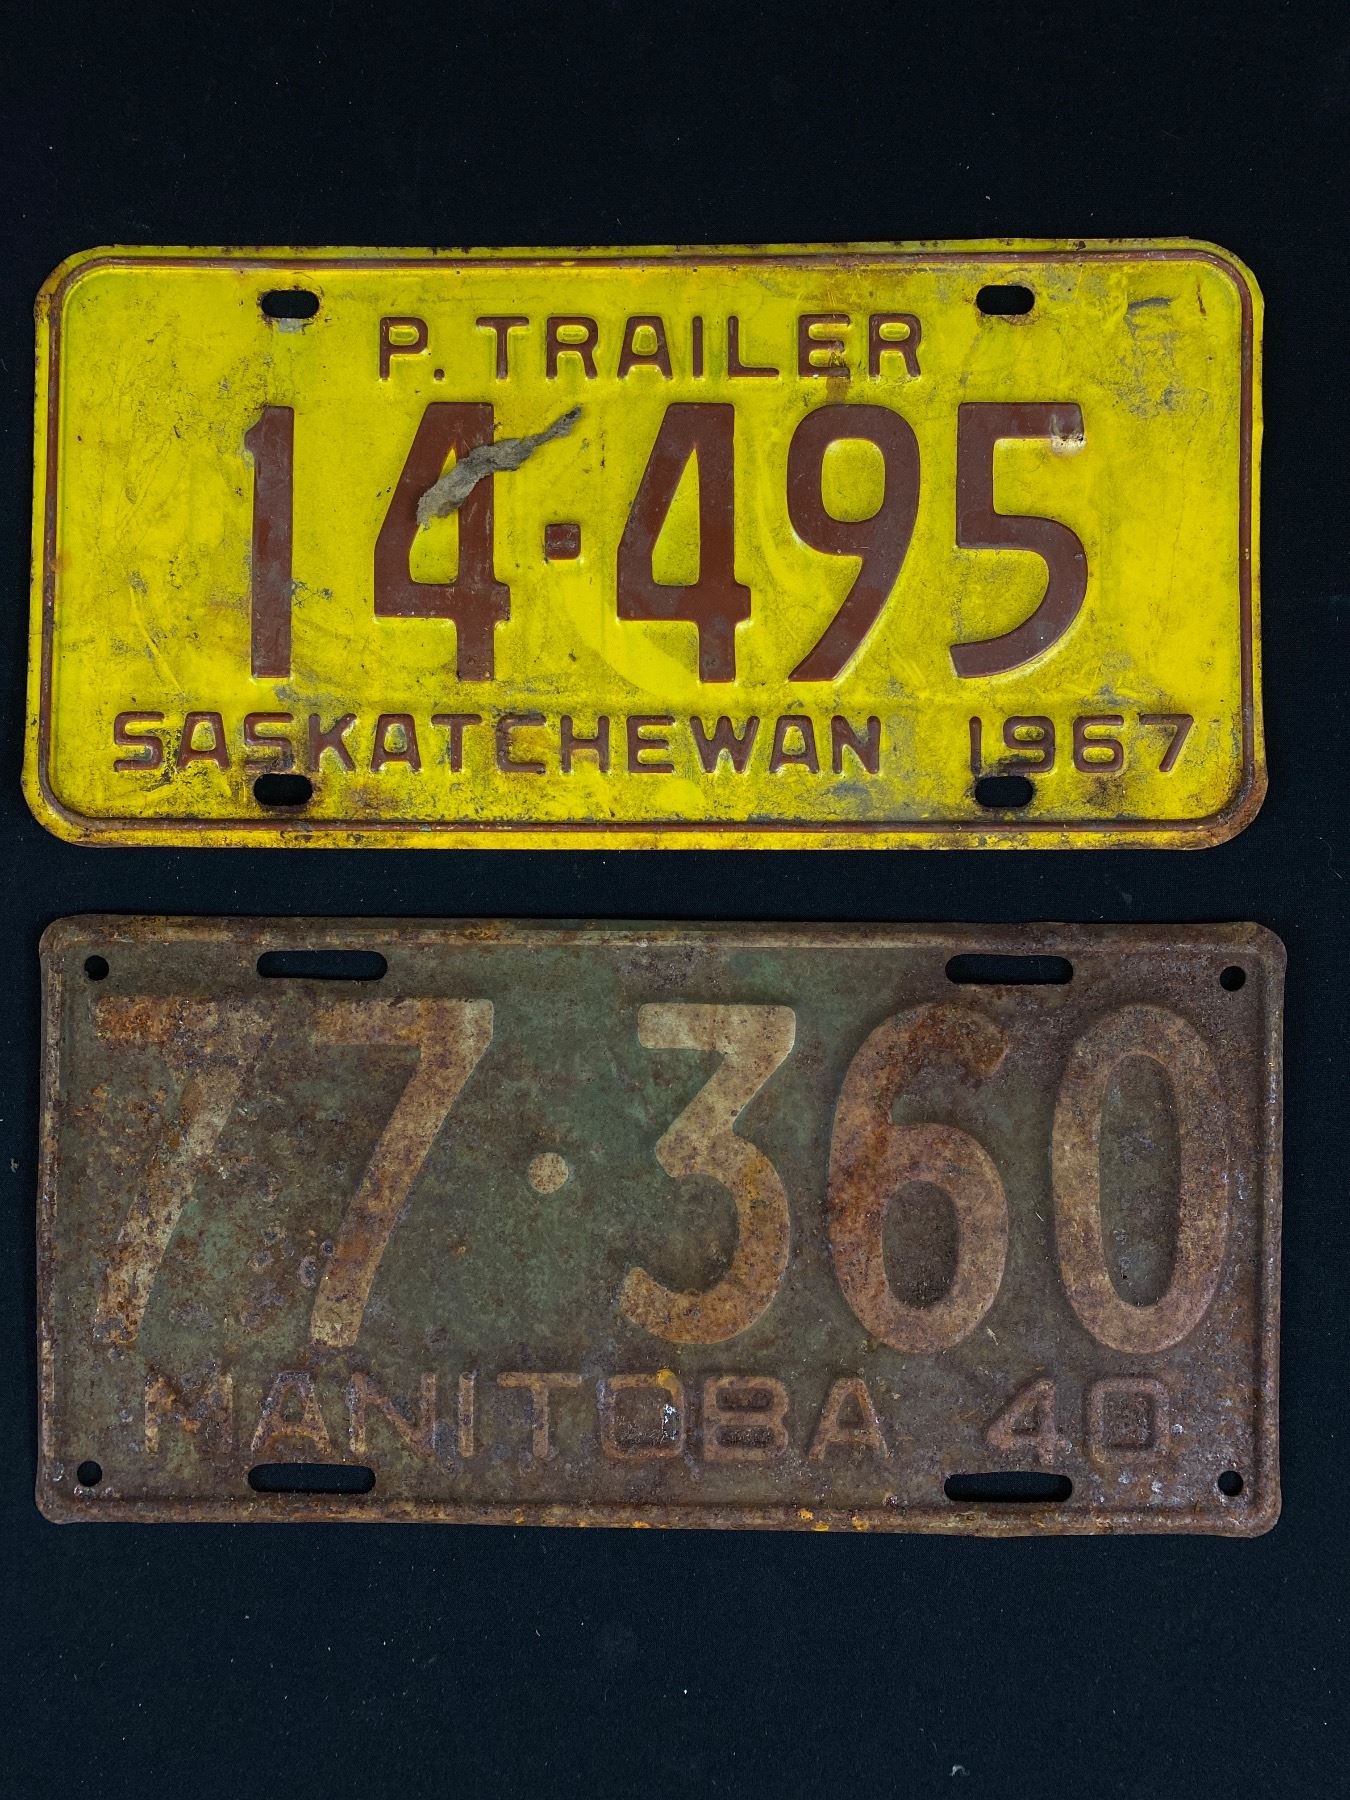 P. TRAILER
14-495
SASKATCHEWAN 1967
77·360
MANITOBA 40